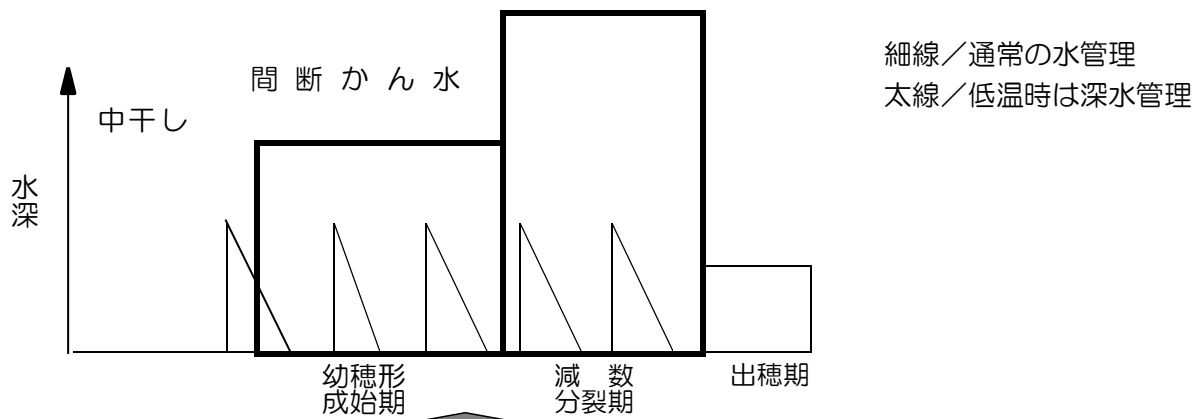 細線／通常の水管理
太線／低温時は深水管理
間断かん水
中干し
水深
幼穂形
成始期
減数
分裂期
出穂期